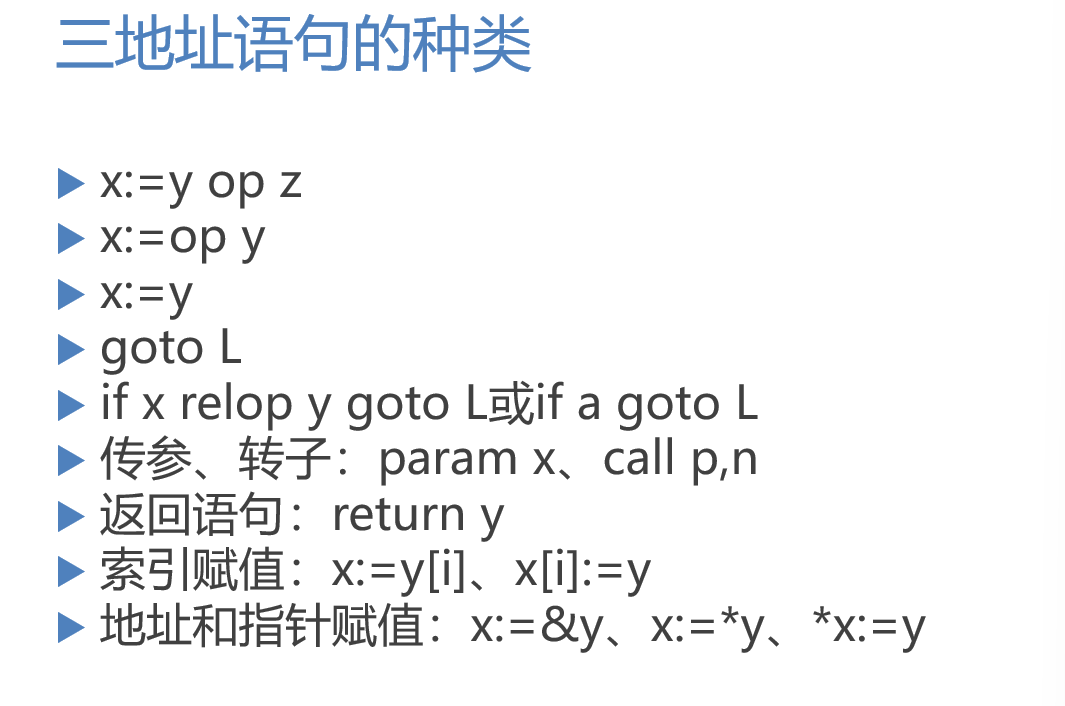 三地址语句的种类
x:=y op z
x:=op y
x:=y
goto L
if x relop y goto L或if a goto L
传参、转子：param x、call p,n
返回语句：return y
索引赋值：x:=y[i]、x[i]:=y
地址和指针赋值：x:=&y、x:=*y、*x:=y